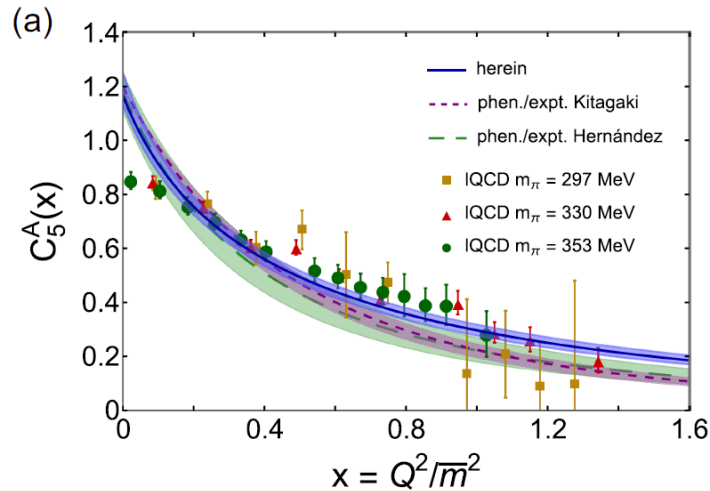 (a)
1.4
1.2
1.0
0.8
0.6
0.4
0.2
0
C₅ᴬ(x)
herein
phen./expt. Kitagaki
phen./expt. Hernández
lQCD mπ = 297 MeV
lQCD mπ = 330 MeV
lQCD mπ = 353 MeV
0 0.4 0.8 1.2 1.6
x = Q²/m̅²